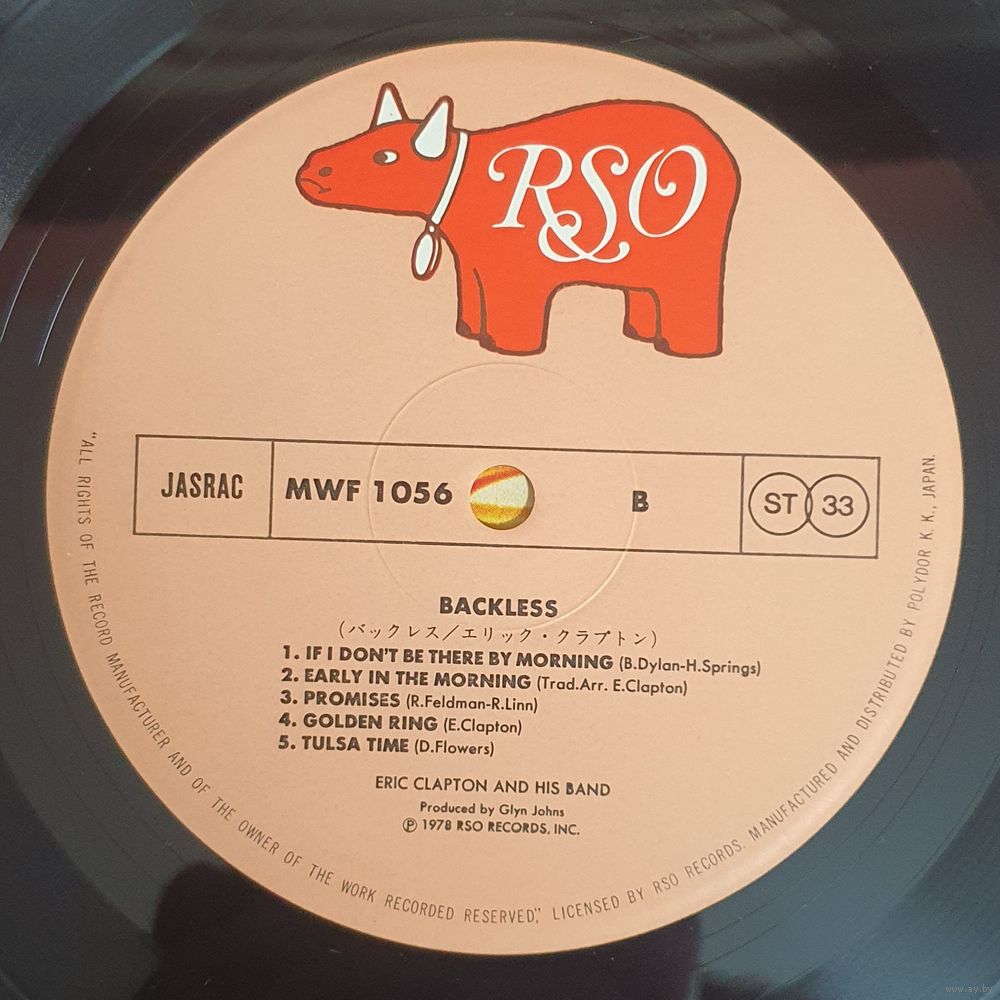 RSO
JASRAC
MWF 1056
B
ST 33
BACKLESS
(バックレス/エリック・クラプトン)
1. IF I DON'T BE THERE BY MORNING (B.Dylan-H.Springs)
2. EARLY IN THE MORNING (Trad.Arr. E.Clapton)
3. PROMISES (R.Feldman-R.Linn)
4. GOLDEN RING (E.Clapton)
5. TULSA TIME (D.Flowers)
ERIC CLAPTON AND HIS BAND
Produced by Glyn Johns
℗ 1978 RSO RECORDS, INC.
"ALL RIGHTS OF THE RECORD MANUFACTURER AND OF THE OWNER OF THE WORK RECORDED RESERVED," LICENSED BY RSO RECORDS. MANUFACTURED AND DISTRIBUTED BY POLYDOR K. K., JAPAN.
www.ay.by